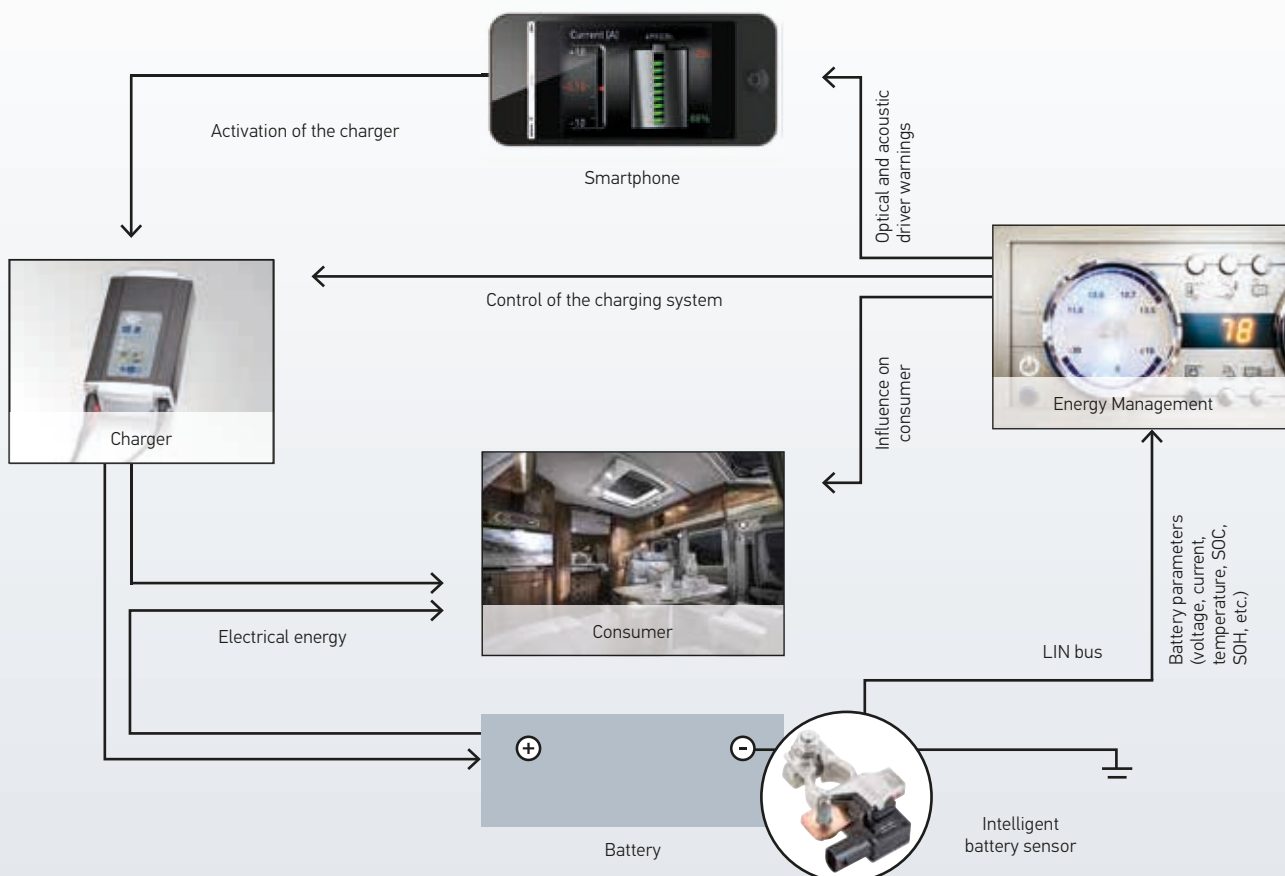 Current [A]
+10
-10
Activation of the charger
Smartphone
Optical and acoustic
driver warnings
Control of the charging system
Influence on
consumer
78
Energy Management
Charger
Consumer
Electrical energy
LIN bus
Battery parameters
(voltage, current,
temperature, SOC,
SOH, etc.)
+
-
Battery
Intelligent
battery sensor